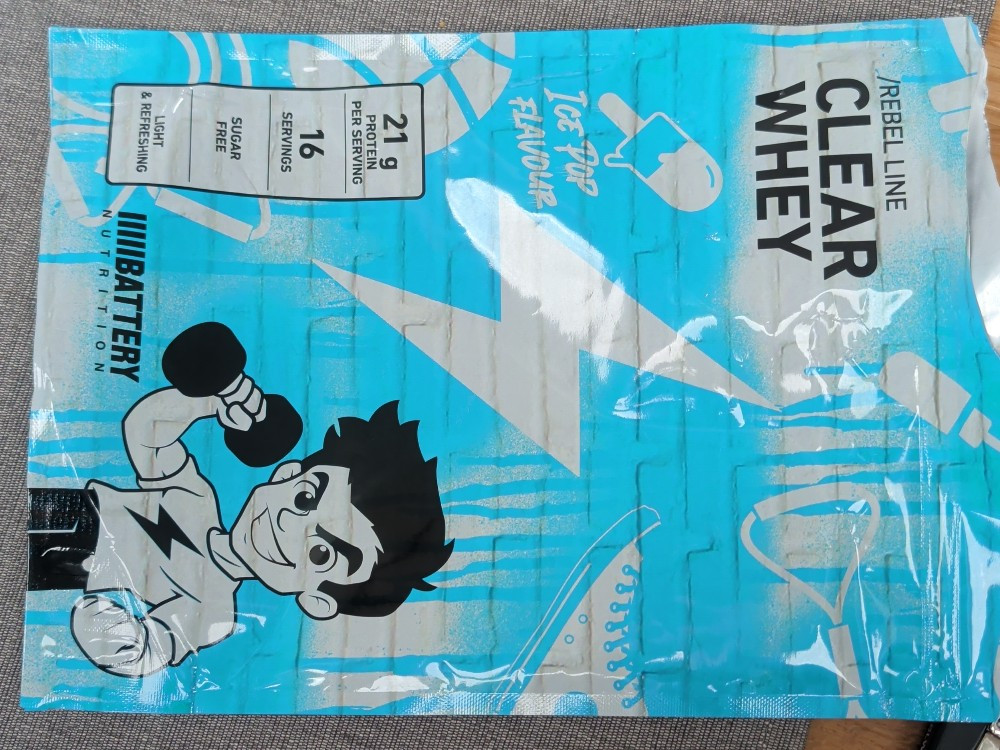 /REBEL LINE
CLEAR
WHEY
ICE POP
FLAVOUR
21 g
PROTEIN
PER SERVING
16
SERVINGS
SUGAR
FREE
LIGHT
& REFRESHING
BATTERY
NUTRITION